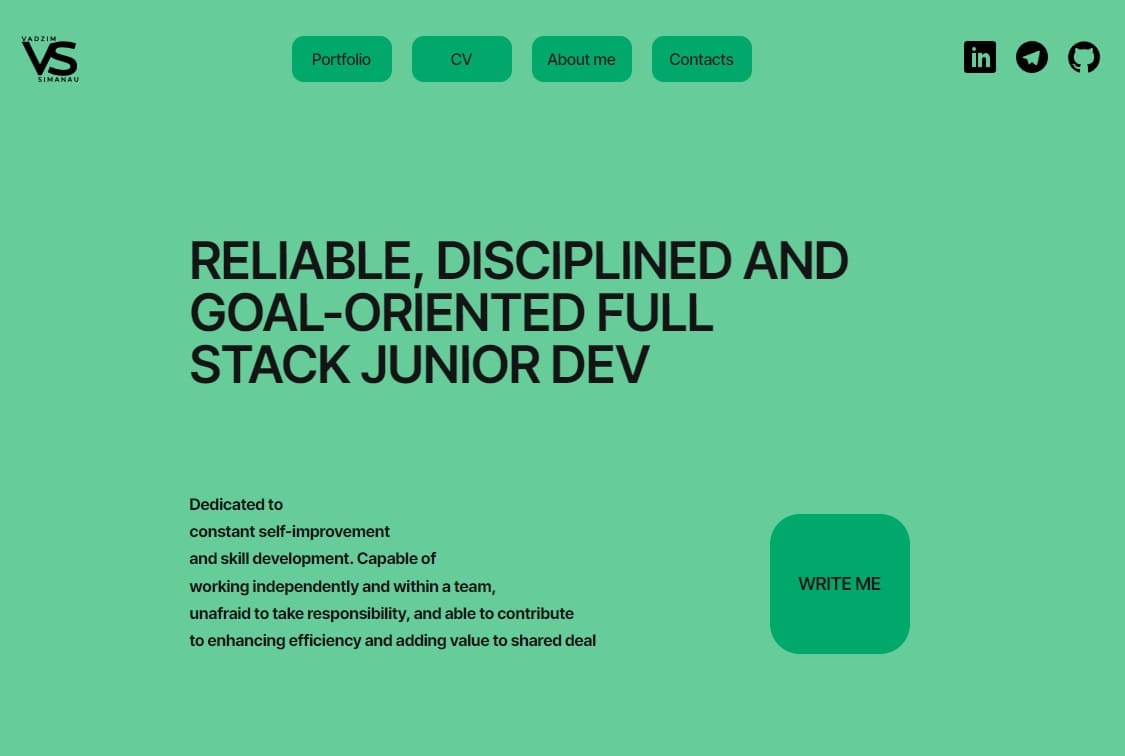 VADZIM
VS
SIMANAU
Portfolio
CV
About me
Contacts
in
RELIABLE, DISCIPLINED AND
GOAL-ORIENTED FULL
STACK JUNIOR DEV
Dedicated to
constant self-improvement
and skill development. Capable of
working independently and within a team,
unafraid to take responsibility, and able to contribute
to enhancing efficiency and adding value to shared deal
WRITE ME